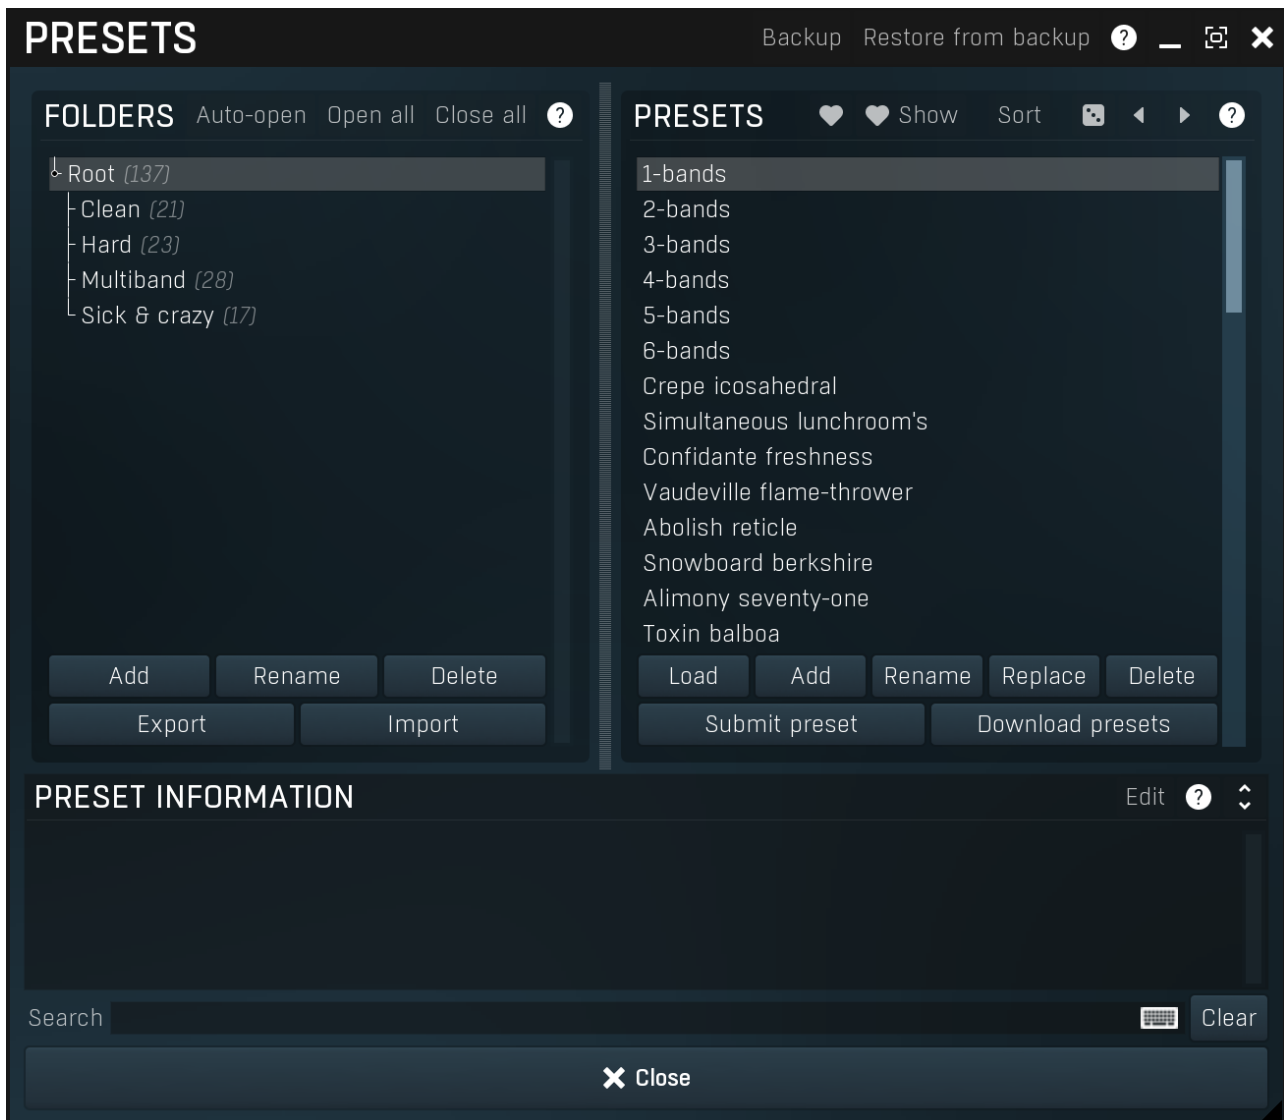 PRESETS Backup Restore from backup ?
FOLDERS Auto-open Open all Close all ?
Root (137)
Clean (21)
Hard (23)
Multiband (28)
Sick & crazy (17)
Add Rename Delete
Export Import
PRESETS Show Sort ?
1-bands
2-bands
3-bands
4-bands
5-bands
6-bands
Crepe icosahedral
Simultaneous lunchroom's
Confidante freshness
Vaudeville flame-thrower
Abolish reticle
Snowboard berkshire
Alimony seventy-one
Toxin balboa
Load Add Rename Replace Delete
Submit preset Download presets
PRESET INFORMATION Edit ?
Search Clear
Close